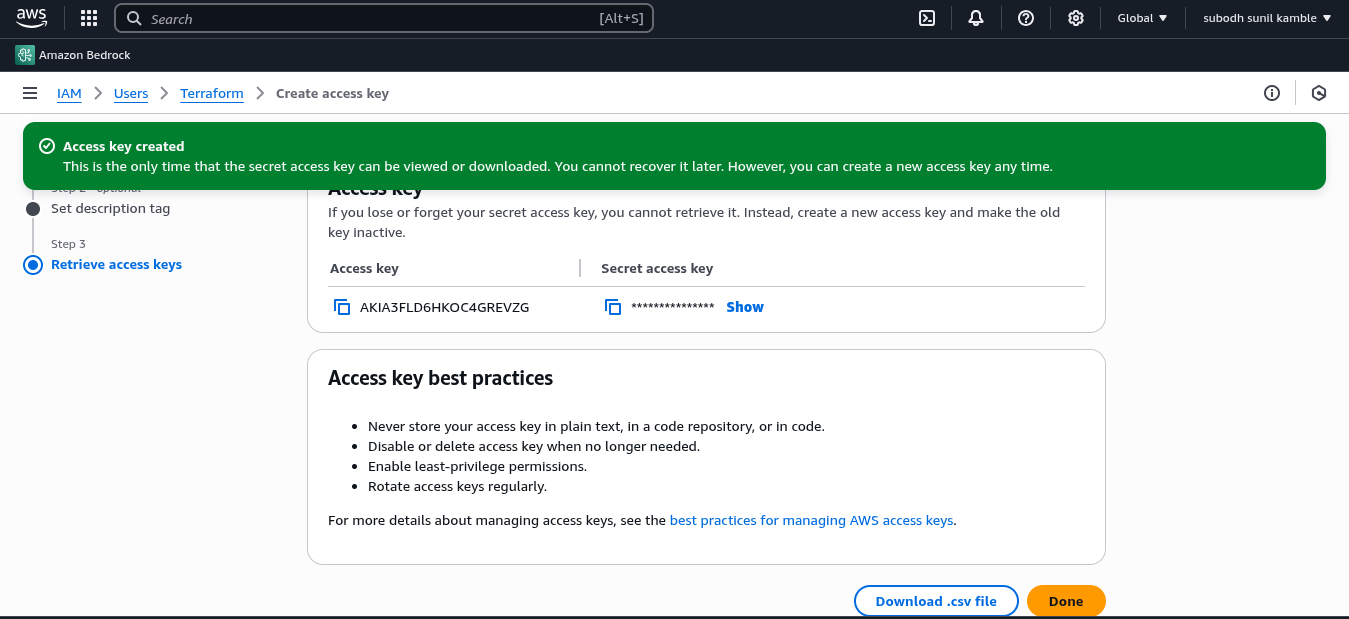 aws
Search
[Alt+S]
Global
subodh sunil kamble
Amazon Bedrock
IAM
Users
Terraform
Create access key
Access key created
This is the only time that the secret access key can be viewed or downloaded. You cannot recover it later. However, you can create a new access key any time.
Step 2 - optional
Set description tag
Step 3
Retrieve access keys
Access key
If you lose or forget your secret access key, you cannot retrieve it. Instead, create a new access key and make the old
key inactive.
Access key
Secret access key
AKIA3FLD6HKOC4GREVZG
***************
Show
Access key best practices
• Never store your access key in plain text, in a code repository, or in code.
• Disable or delete access key when no longer needed.
• Enable least-privilege permissions.
• Rotate access keys regularly.
For more details about managing access keys, see the best practices for managing AWS access keys.
Download .csv file
Done